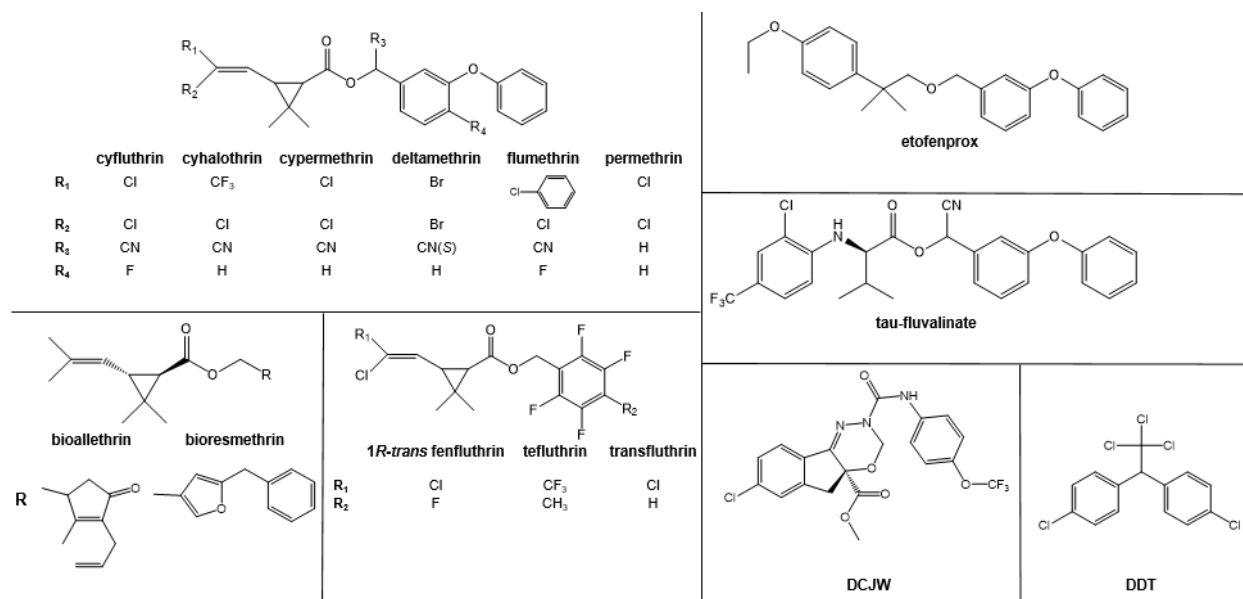 R₁
R₂
O
O
R₃
O
R₄
cyfluthrin cyhalothrin cypermethrin deltamethrin flumethrin permethrin
R₁ Cl CF₃ Cl Br Cl Cl
R₂ Cl Cl Cl Br Cl Cl
R₃ CN CN CN CN(S) CN H
R₄ F H H H F H
O
O
O
etofenprox
Cl
H
N
O
O
CN
O
F₃C
tau-fluvalinate
O
O
R
bioallethrin bioresmethrin
R
O
O
R₁
Cl
O
O
F
F
F
F
R₂
1R-trans fenfluthrin tefluthrin transfluthrin
R₁ Cl CF₃ Cl
R₂ F CH₃ H
O
NH
N
N
O
O
CF₃
Cl
O
O
DCJW
Cl
Cl
Cl
Cl
Cl
DDT